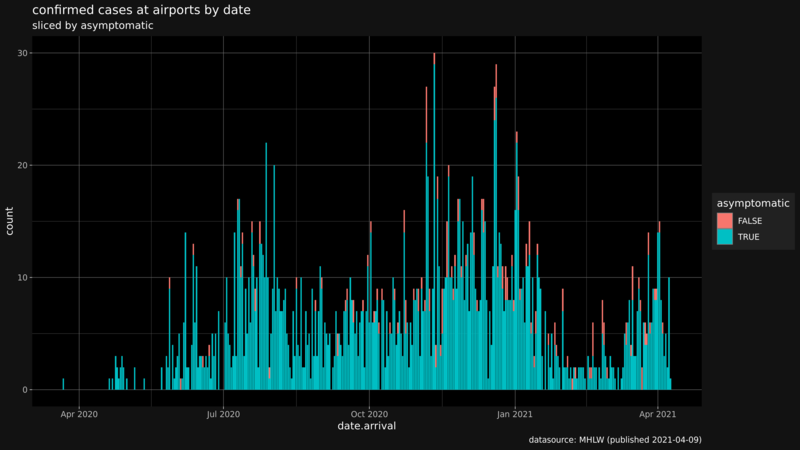 confirmed cases at airports by date
sliced by asymptomatic
30
20
10
0
count
Apr 2020
Jul 2020
Oct 2020
Jan 2021
Apr 2021
date.arrival
asymptomatic
FALSE
TRUE
datasource: MHLW (published 2021-04-09)